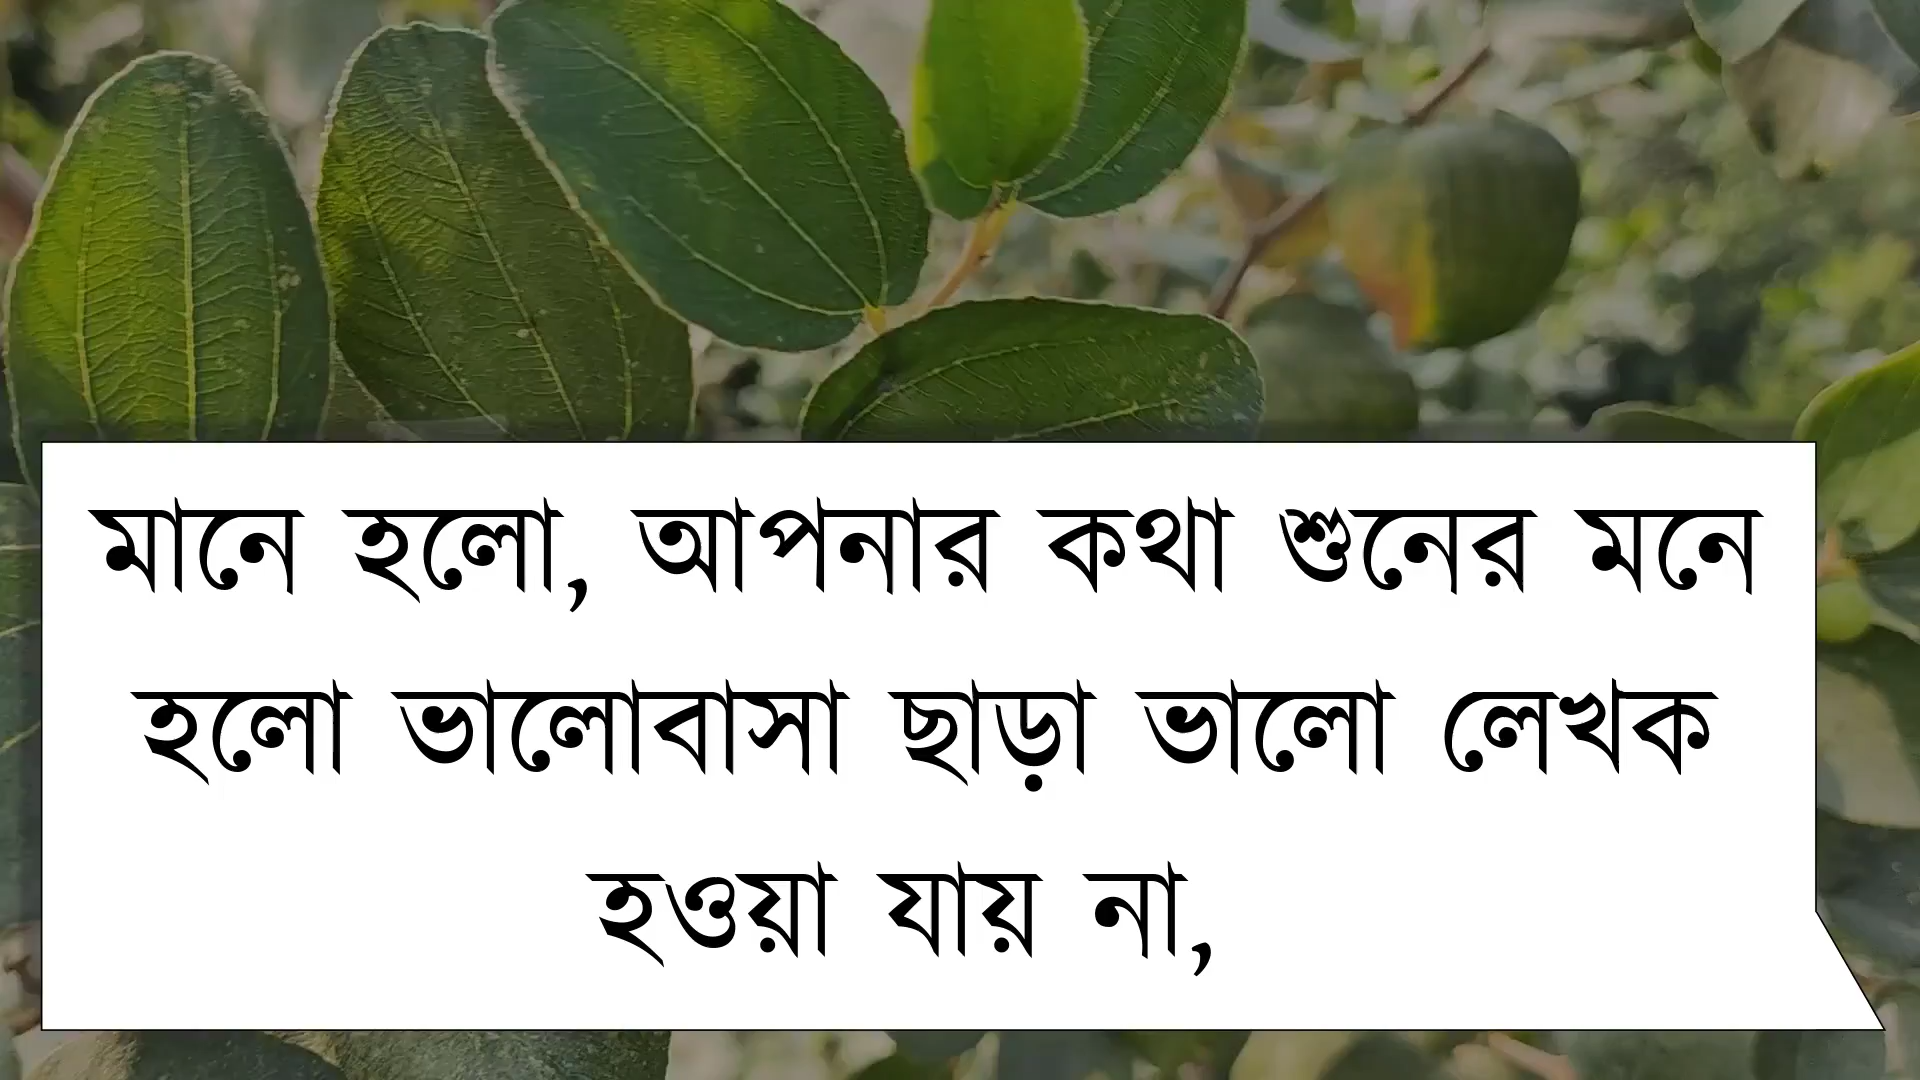 মানে হলো, আপনার কথা শুনের মনে
হলো ভালোবাসা ছাড়া ভালো লেখক
হওয়া যায় না,